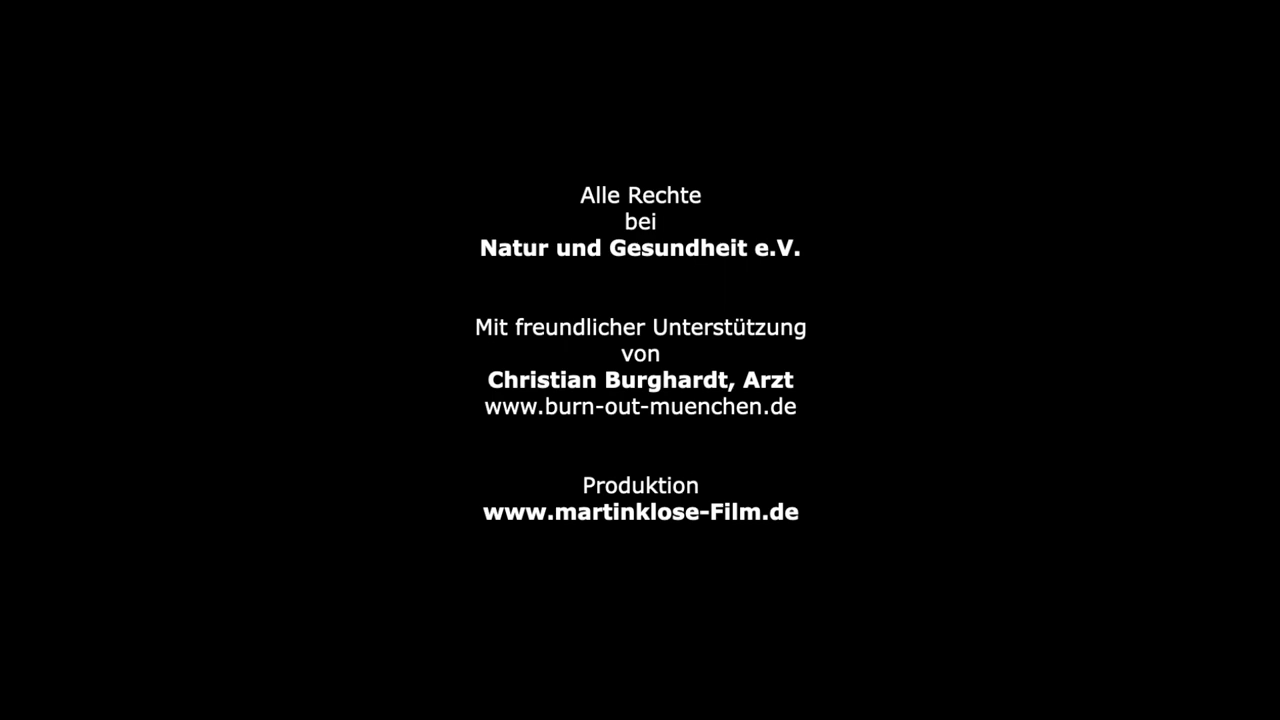 Alle Rechte
bei
Natur und Gesundheit e.V.
Mit freundlicher Unterstützung
von
Christian Burghardt, Arzt
www.burn-out-muenchen.de
Produktion
www.martinklose-Film.de